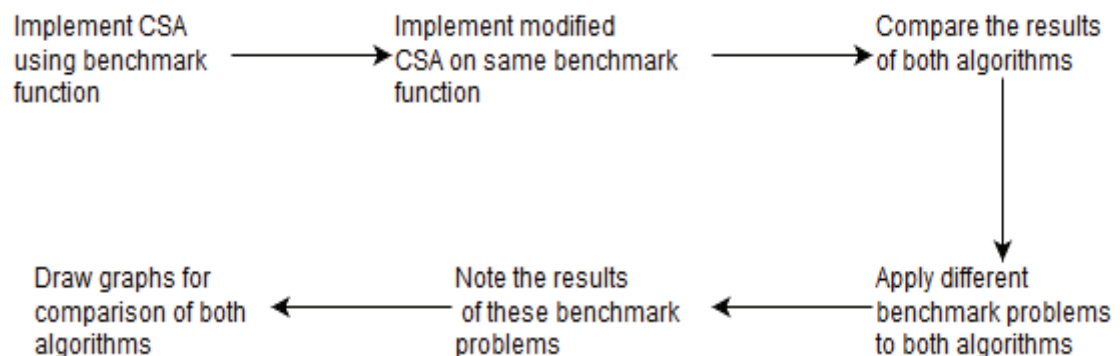 Implement CSA
using benchmark
function
Implement modified
CSA on same benchmark
function
Compare the results
of both algorithms
Apply different
benchmark problems
to both algorithms
Note the results
of these benchmark
problems
Draw graphs for
comparison of both
algorithms